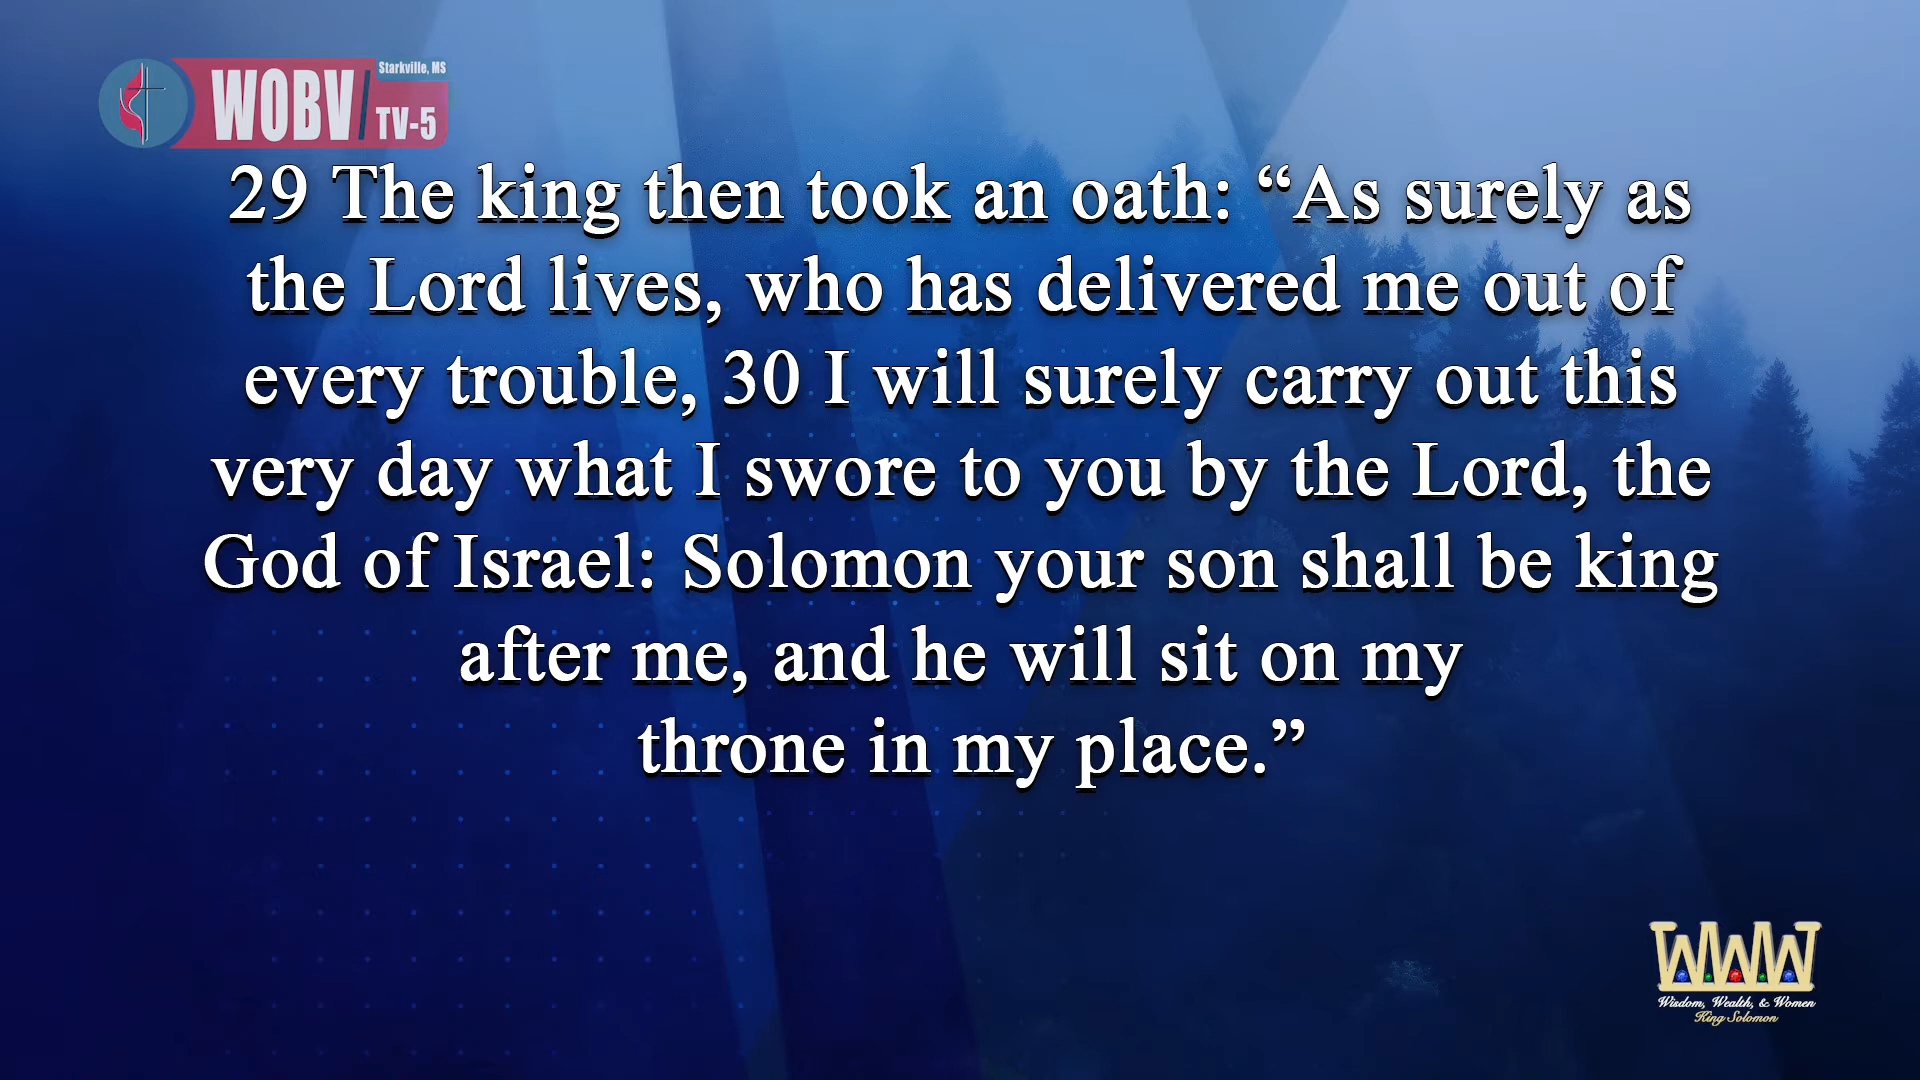 Starkville, MS
WOBV
TV-5
29 The king then took an oath: “As surely as
the Lord lives, who has delivered me out of
every trouble, 30 I will surely carry out this
very day what I swore to you by the Lord, the
God of Israel: Solomon your son shall be king
after me, and he will sit on my
throne in my place.”
WWW
Wisdom, Wealth, & Women
King Solomon